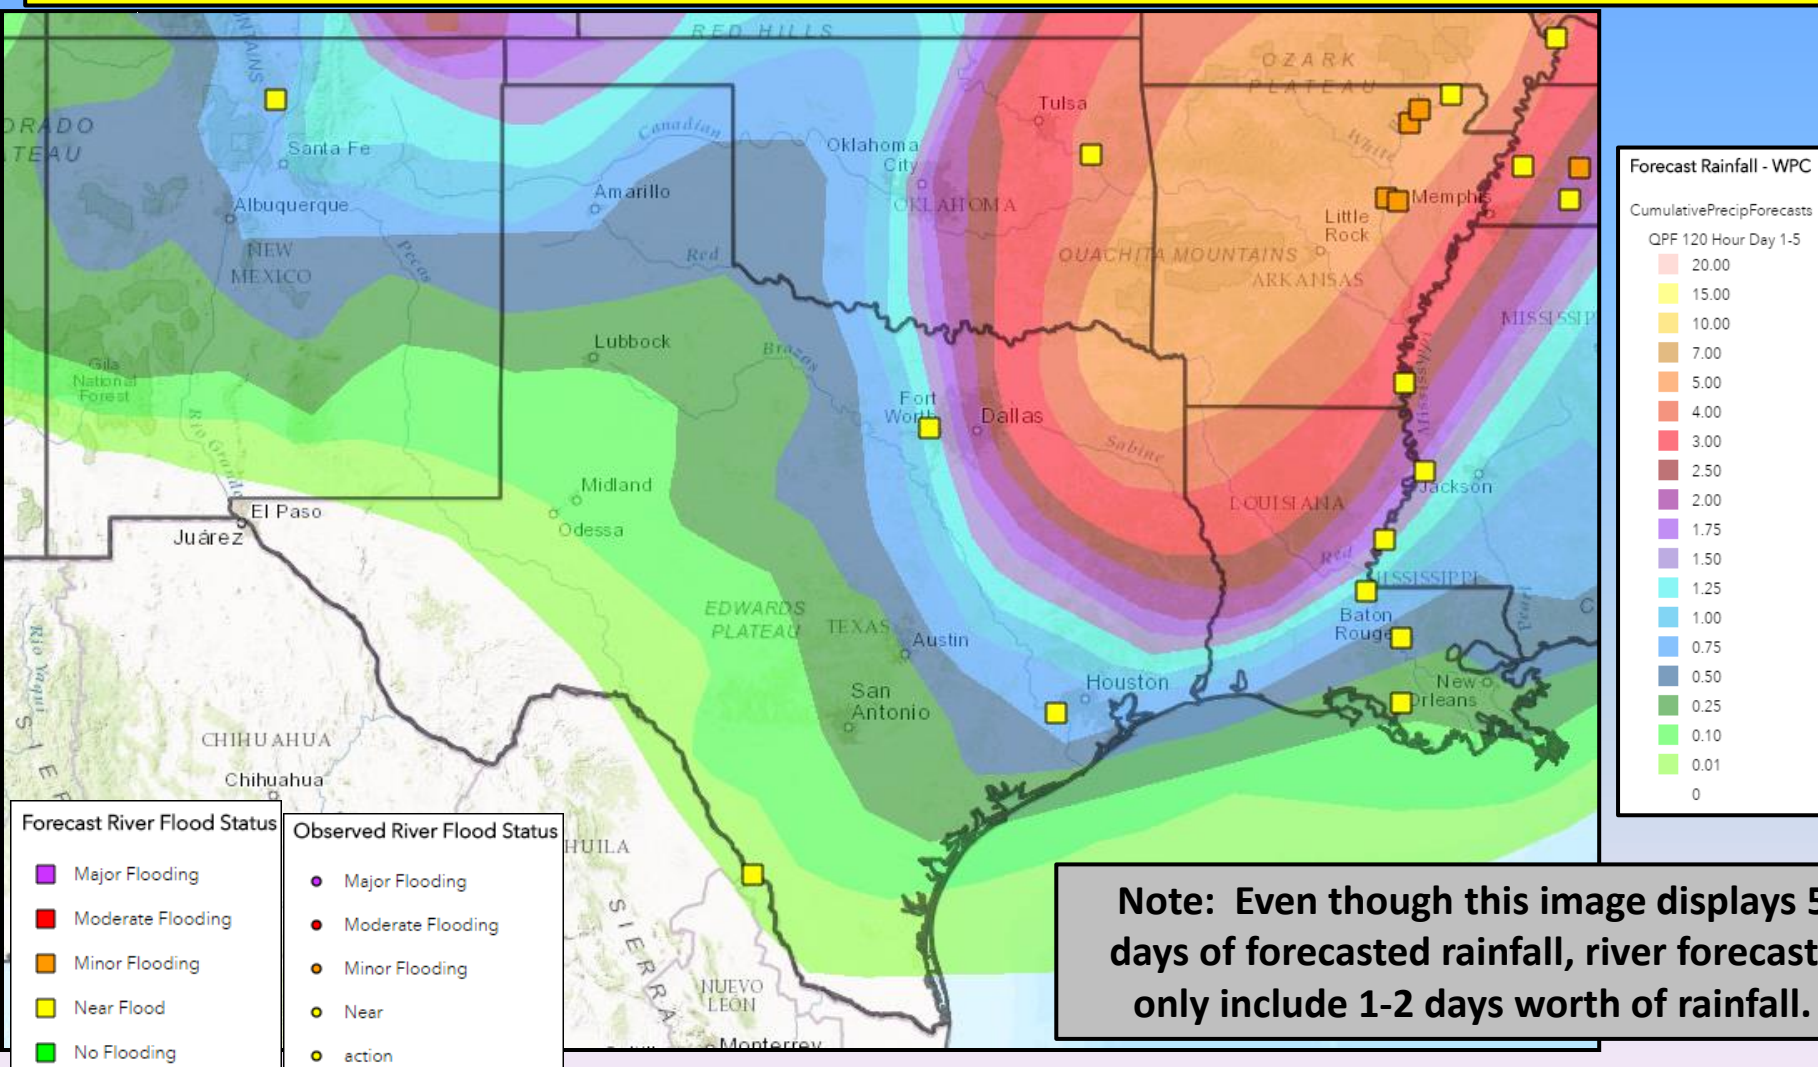 RED HILLS
OZARK
PLATEAU
Tulsa
Canadian
Oklahoma
City
OKLAHOMA
Santa Fe
Amarillo
Albuquerque
NEW
MEXICO
Pecos
Red
White
Memphis
Little
Rock
OUACHITA MOUNTAINS
ARKANSAS
MISSISSIP
Mississippi
Gila
National
Forest
Rio Grande
Lubbock
Brazos
Fort
Worth
Dallas
Sabine
Midland
Odessa
El Paso
Juárez
LOUISIANA
Jackson
Red
EDWARDS
PLATEAU
TEXAS
Austin
San
Antonio
Houston
Baton
Rouge
New
Orleans
Rio Yaqui
CHIHUAHUA
Chihuahua
HUILA
SIERRA
NUEVO
LEÓN
Monterrey
Forecast Rainfall - WPC
CumulativePrecipForecasts
QPF 120 Hour Day 1-5
20.00
15.00
10.00
7.00
5.00
4.00
3.00
2.50
2.00
1.75
1.50
1.25
1.00
0.75
0.50
0.25
0.10
0.01
0
Forecast River Flood Status
Major Flooding
Moderate Flooding
Minor Flooding
Near Flood
No Flooding
Observed River Flood Status
Major Flooding
Moderate Flooding
Minor Flooding
Near
action
Note: Even though this image displays 5
days of forecasted rainfall, river forecast
only include 1-2 days worth of rainfall.